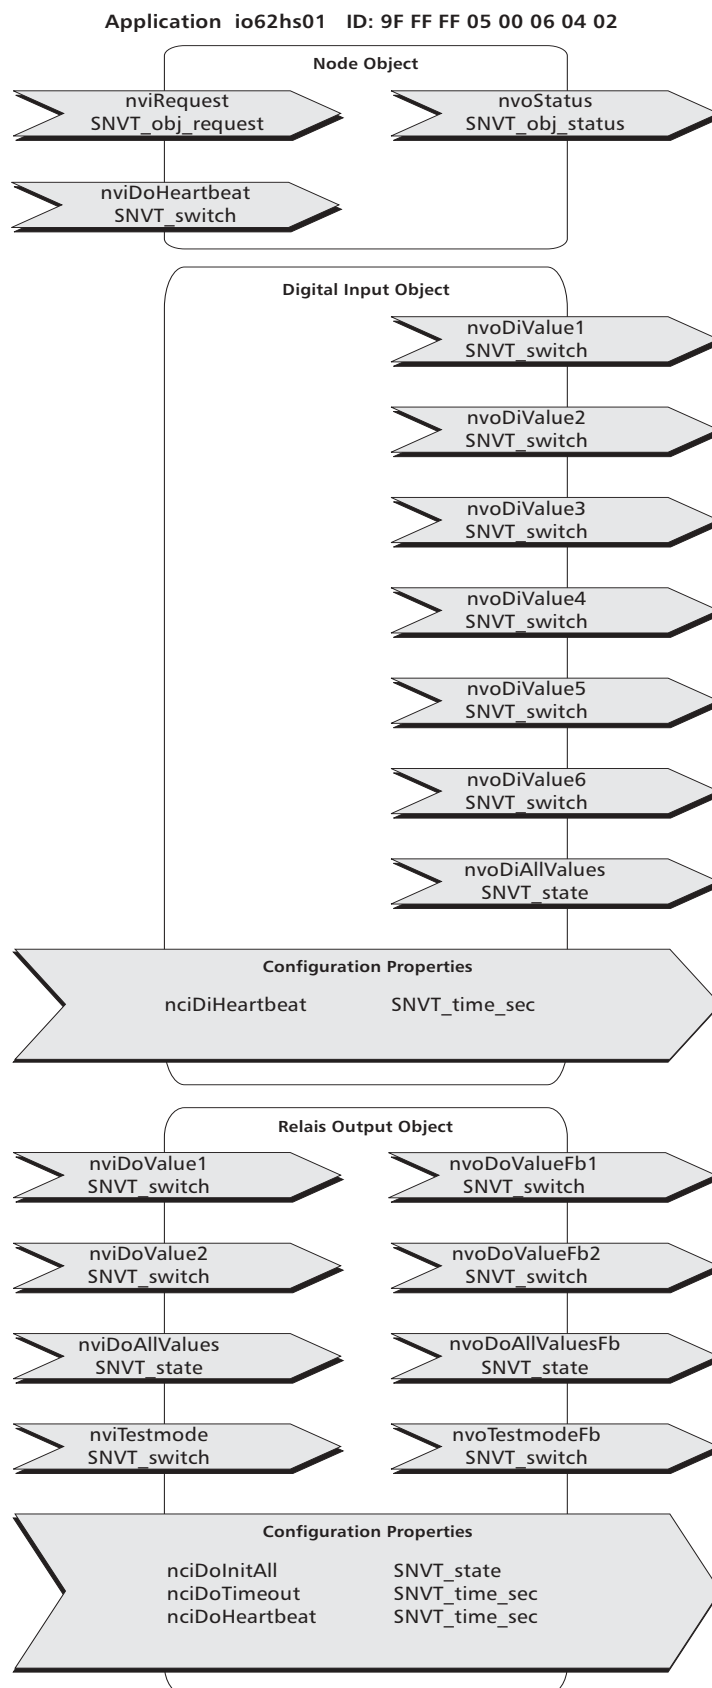 Application io62hs01 ID: 9F FF FF 05 00 06 04 02
Node Object
nviRequest
SNVT_obj_request
nvoStatus
SNVT_obj_status
nviDoHeartbeat
SNVT_switch
Digital Input Object
nvoDiValue1
SNVT_switch
nvoDiValue2
SNVT_switch
nvoDiValue3
SNVT_switch
nvoDiValue4
SNVT_switch
nvoDiValue5
SNVT_switch
nvoDiValue6
SNVT_switch
nvoDiAllValues
SNVT_state
Configuration Properties
nciDiHeartbeat SNVT_time_sec
Relais Output Object
nviDoValue1
SNVT_switch
nvoDoValueFb1
SNVT_switch
nviDoValue2
SNVT_switch
nvoDoValueFb2
SNVT_switch
nviDoAllValues
SNVT_state
nvoDoAllValuesFb
SNVT_state
nviTestmode
SNVT_switch
nvoTestmodeFb
SNVT_switch
Configuration Properties
nciDoInitAll SNVT_state
nciDoTimeout SNVT_time_sec
nciDoHeartbeat SNVT_time_sec